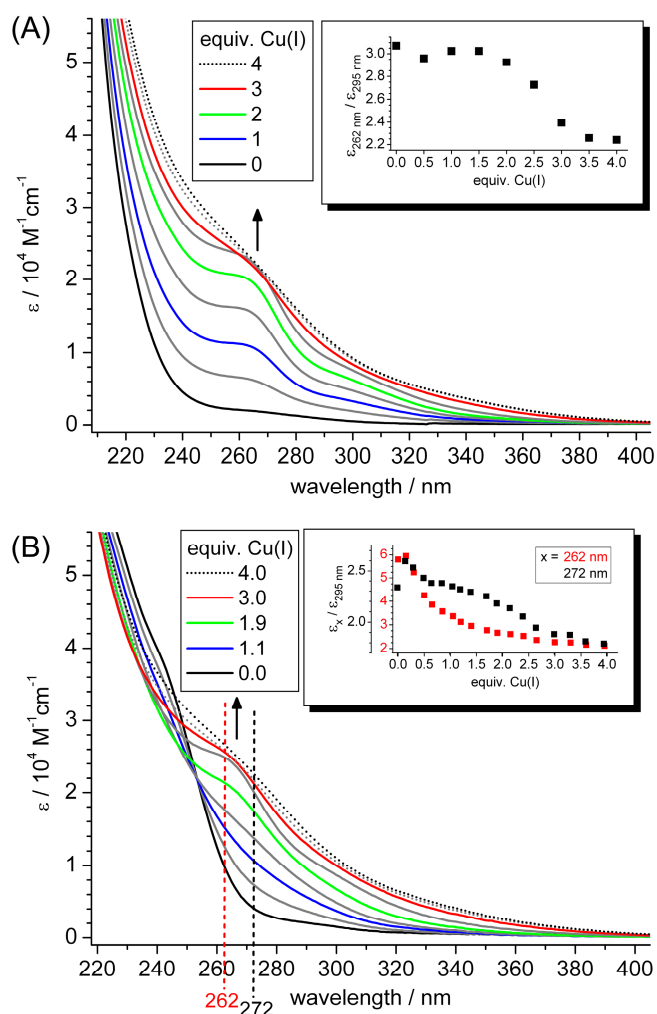 (A)
equiv. Cu(I)
4
3
2
1
0
ε262 nm / ε295 nm
3.0
2.8
2.6
2.4
2.2
0.0 0.5 1.0 1.5 2.0 2.5 3.0 3.5 4.0
equiv. Cu(I)
ε / 10⁴ M⁻¹cm⁻¹
5
4
3
2
1
0
220 240 260 280 300 320 340 360 380 400
wavelength / nm
(B)
equiv. Cu(I)
4.0
3.0
1.9
1.1
0.0
εx / ε295 nm
2.5
2.0
6
5
4
3
2
x = 262 nm
272 nm
0.0 0.5 1.0 1.5 2.0 2.5 3.0 3.5 4.0
equiv. Cu(I)
ε / 10⁴ M⁻¹cm⁻¹
5
4
3
2
1
0
220 240 260 280 300 320 340 360 380 400
262 272
wavelength / nm